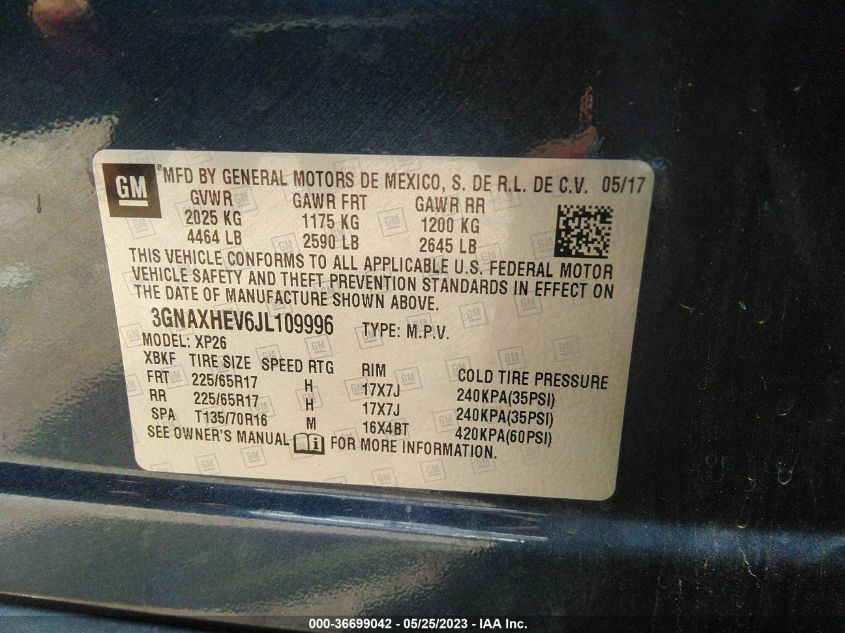 GM ® MFD BY GENERAL MOTORS DE MEXICO, S. DE R.L. DE C.V. 05/17
GVWR GAWR FRT GAWR RR
2025 KG 1175 KG 1200 KG
4464 LB 2590 LB 2645 LB
THIS VEHICLE CONFORMS TO ALL APPLICABLE U.S. FEDERAL MOTOR
VEHICLE SAFETY AND THEFT PREVENTION STANDARDS IN EFFECT ON
THE DATE OF MANUFACTURE SHOWN ABOVE.
3GNAXHEV6JL109996 TYPE: M.P.V.
MODEL: XP26
XBKF TIRE SIZE SPEED RTG RIM COLD TIRE PRESSURE
FRT 225/65R17 H 17X7J 240KPA(35PSI)
RR 225/65R17 H 17X7J 240KPA(35PSI)
SPA T135/70R16 M 16X4BT 420KPA(60PSI)
SEE OWNER'S MANUAL FOR MORE INFORMATION.
000-36699042 - 05/25/2023 - IAA Inc.